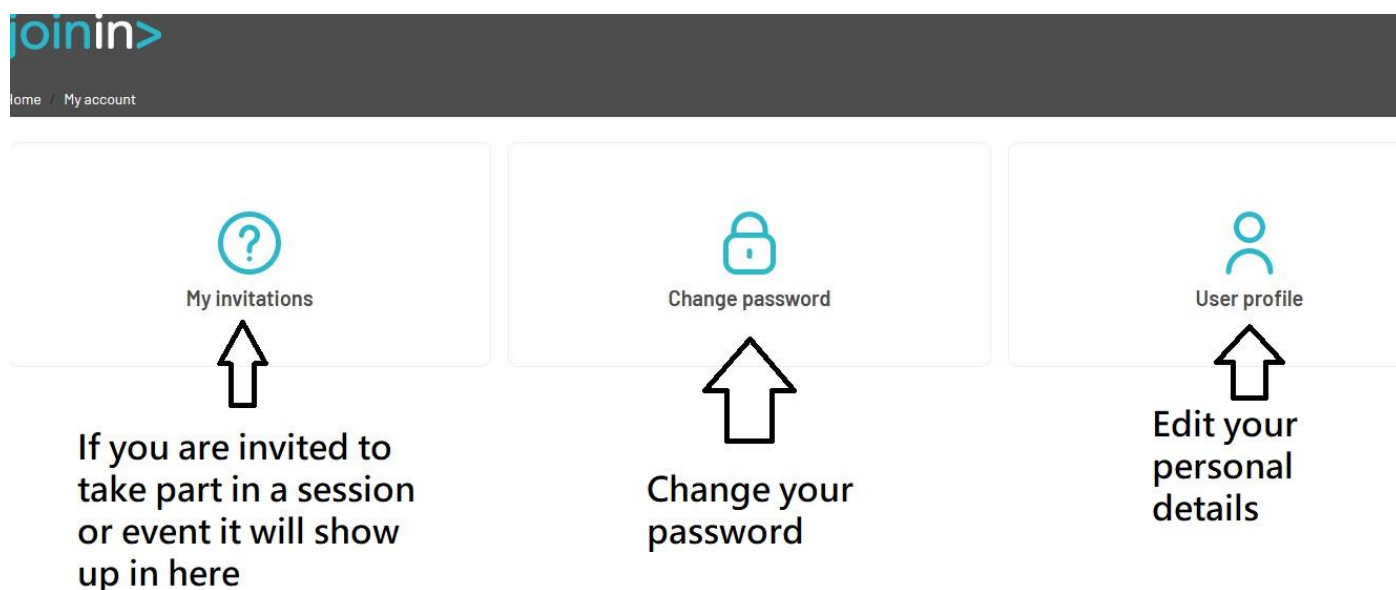 joinin>
Home / My account
My invitations
Change password
User profile
If you are invited to
take part in a session
or event it will show
up in here
Change your
password
Edit your
personal
details